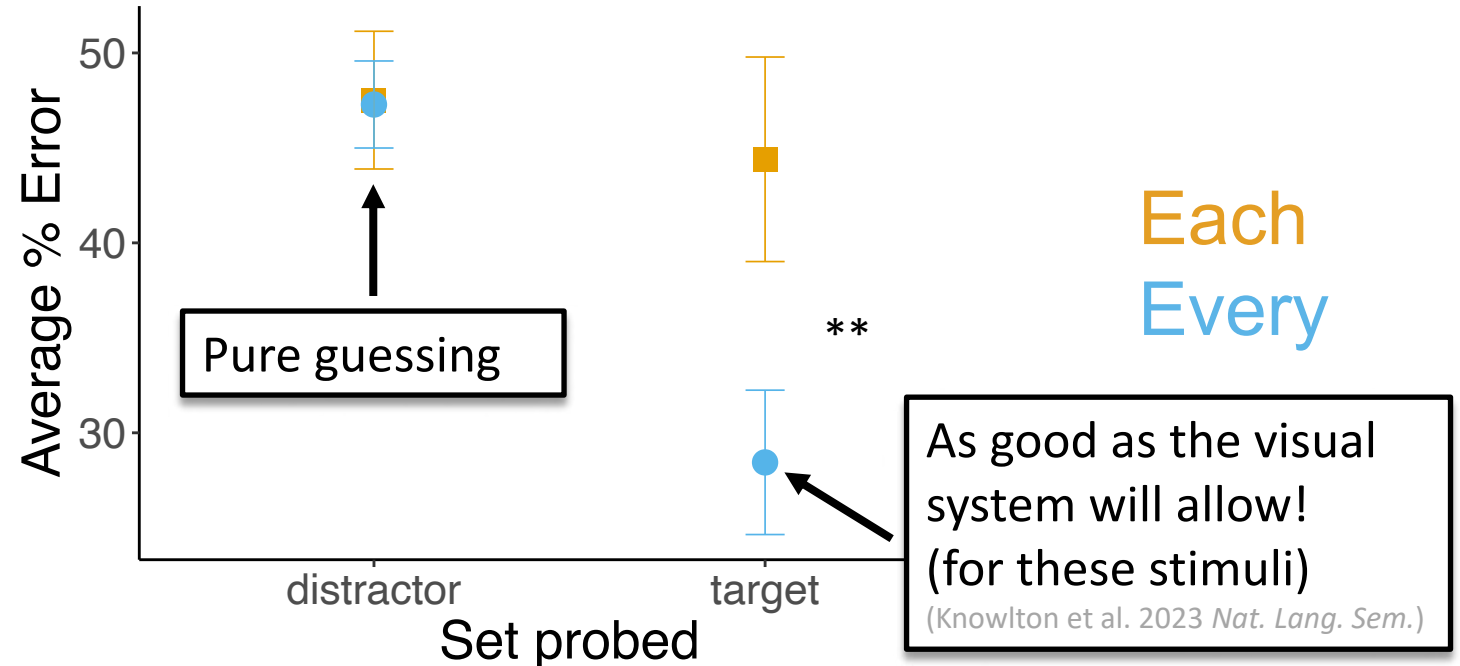 Average % Error
50
40
30
Pure guessing
**
Each
Every
As good as the visual
system will allow!
(for these stimuli)
(Knowlton et al. 2023 Nat. Lang. Sem.)
distractor
target
Set probed